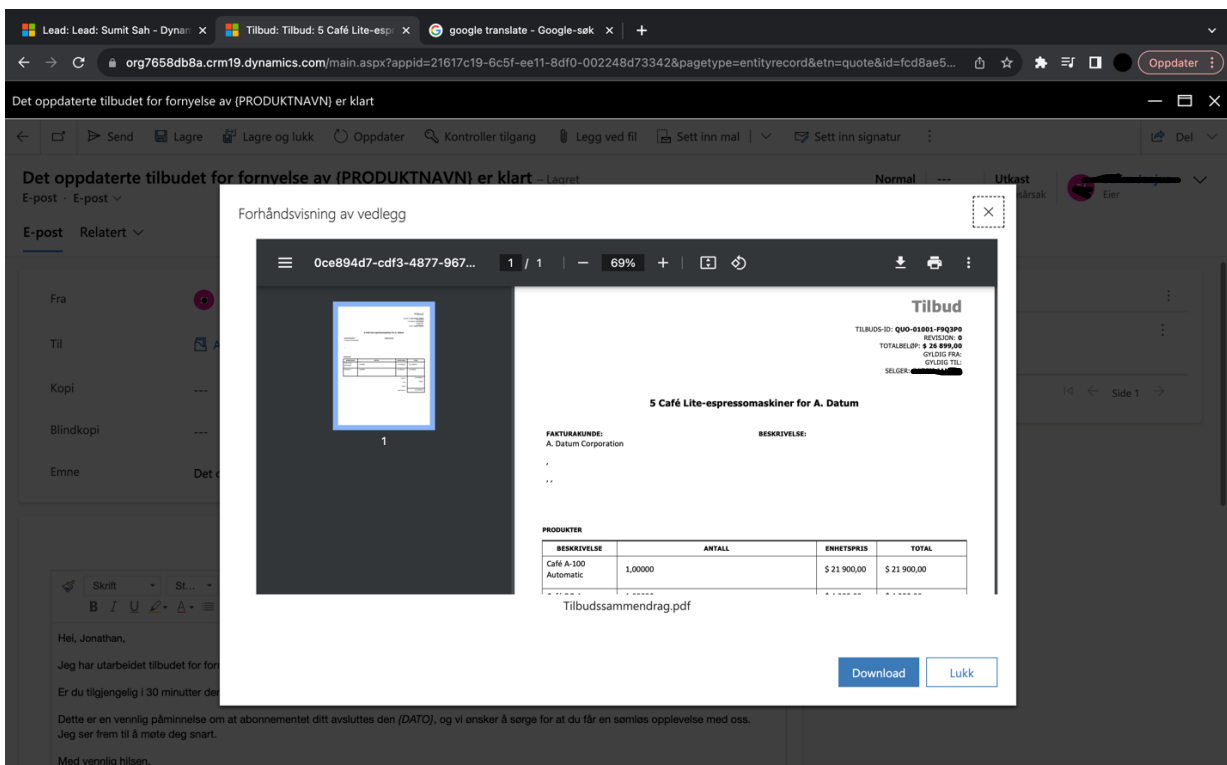 Lead: Lead: Sumit Sah - Dynan
Tilbud: Tilbud: 5 Café Lite-espr
google translate - Google-søk
org7658db8a.crm19.dynamics.com/main.aspx?appid=21617c19-6c5f-ee11-8df0-002248d73342&pagetype=entityrecord&etn=quote&id=fcd8ae5...
Oppdater
Det oppdaterte tilbudet for fornyelse av {PRODUKTNAVN} er klart
Send Lagre Lagre og lukk Oppdater Kontroller tilgang Legg ved fil Sett inn mal Sett inn signatur Del
Det oppdaterte tilbudet for fornyelse av {PRODUKTNAVN} er klart - Lagret
Normal --- Utkast
E-post · E-post
Eier
E-post Relatert
Forhåndsvisning av vedlegg
0ce894d7-cdf3-4877-967... 1 / 1 69%
Fra
Til
Kopi ---
Blindkopi ---
Emne Det
Side 1
1
Tilbud
TILBUDS-ID: QUO-01001-F9Q3P0
REVISJON: 0
TOTALBELØP: $ 26 899,00
GYLDIG FRA:
GYLDIG TIL:
SELGER:
5 Café Lite-espressomaskiner for A. Datum
FAKTURAKUNDE: BESKRIVELSE:
A. Datum Corporation
,
, ,
PRODUKTER
BESKRIVELSE ANTALL ENHETSPRIS TOTAL
Café A-100
Automatic 1,00000 $ 21 900,00 $ 21 900,00
Tilbudssammendrag.pdf
Download Lukk
Skrift St...
B I U A
Hei, Jonathan,
Jeg har utarbeidet tilbudet for
Er du tilgjengelig i 30 minutter
Dette er en vennlig påminnelse om at abonnementet ditt avsluttes den {DATO}, og vi ønsker å sørge for at du får en sømløs opplevelse med oss.
Jeg ser frem til å møte deg snart.
Med vennlig hilsen,